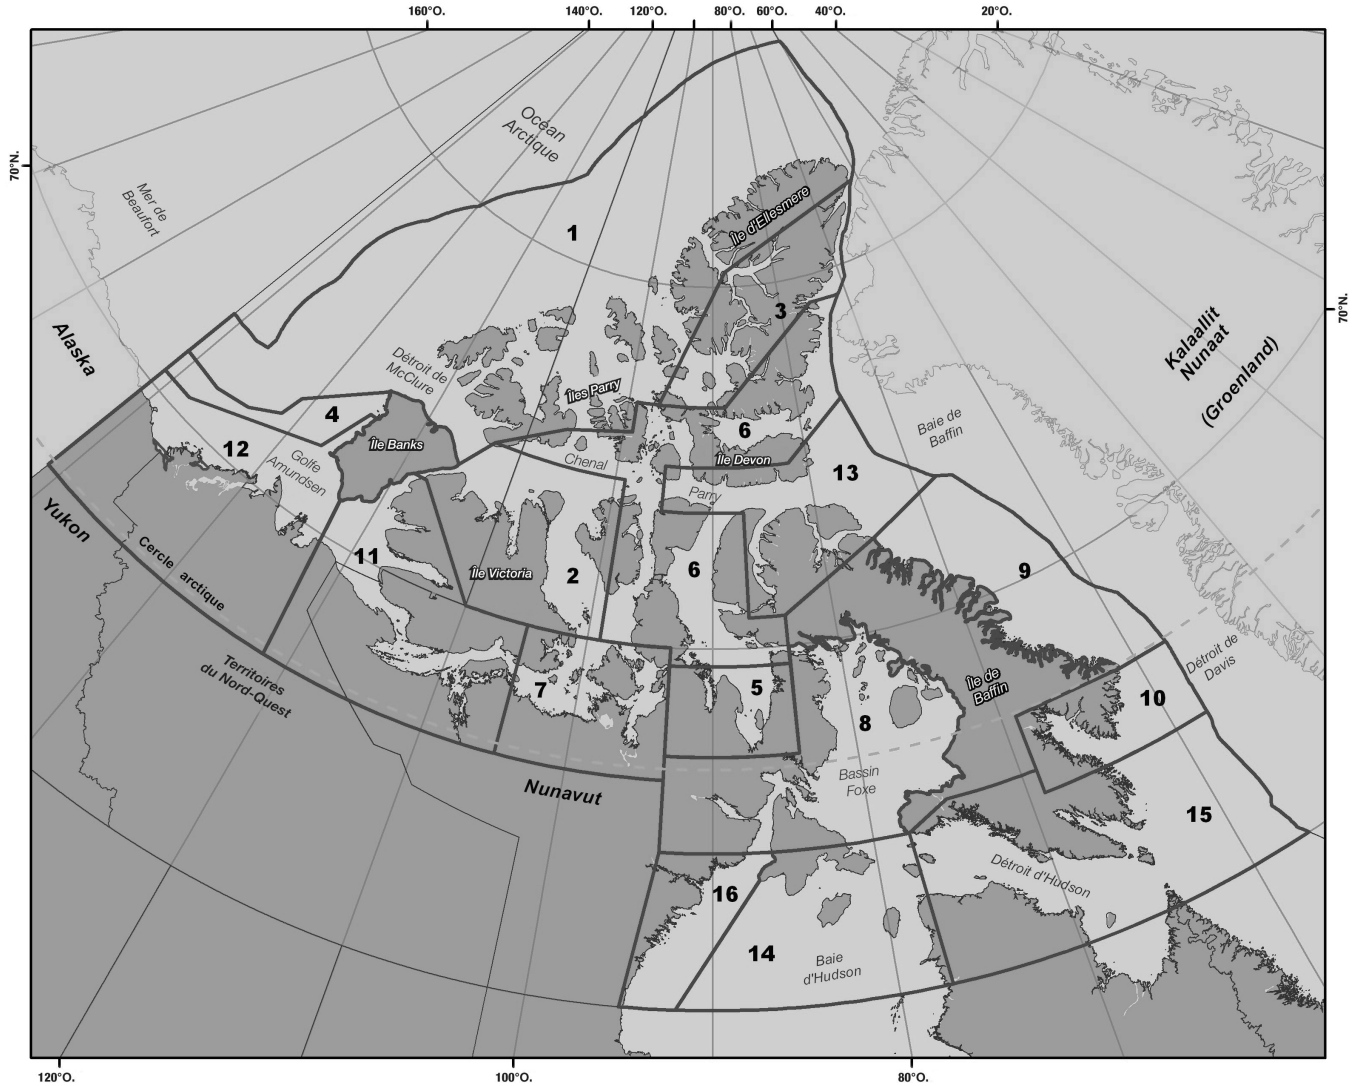 160°O.
140°O.
120°O.
80°O.
60°O.
40°O.
20°O.
Océan
Arctique
70°N.
Mer de
Beaufort
1
Île d'Ellesmere
3
70°N.
Kalaallit
Nunaat
(Groenland)
Alaska
Détroit de
McClure
Îles Parry
4
12
Île Banks
6
Baie de
Baffin
Golfe
Amundsen
Chenal
Île Devon
13
Parry
Yukon
Cercle arctique
11
Île Victoria
2
6
9
Territoires
du Nord-Quest
7
5
8
Île de
Baffin
Détroit de
Davis
10
Nunavut
Bassin
Foxe
15
16
Détroit d'Hudson
14
Baie
d'Hudson
120°O.
100°O.
80°O.